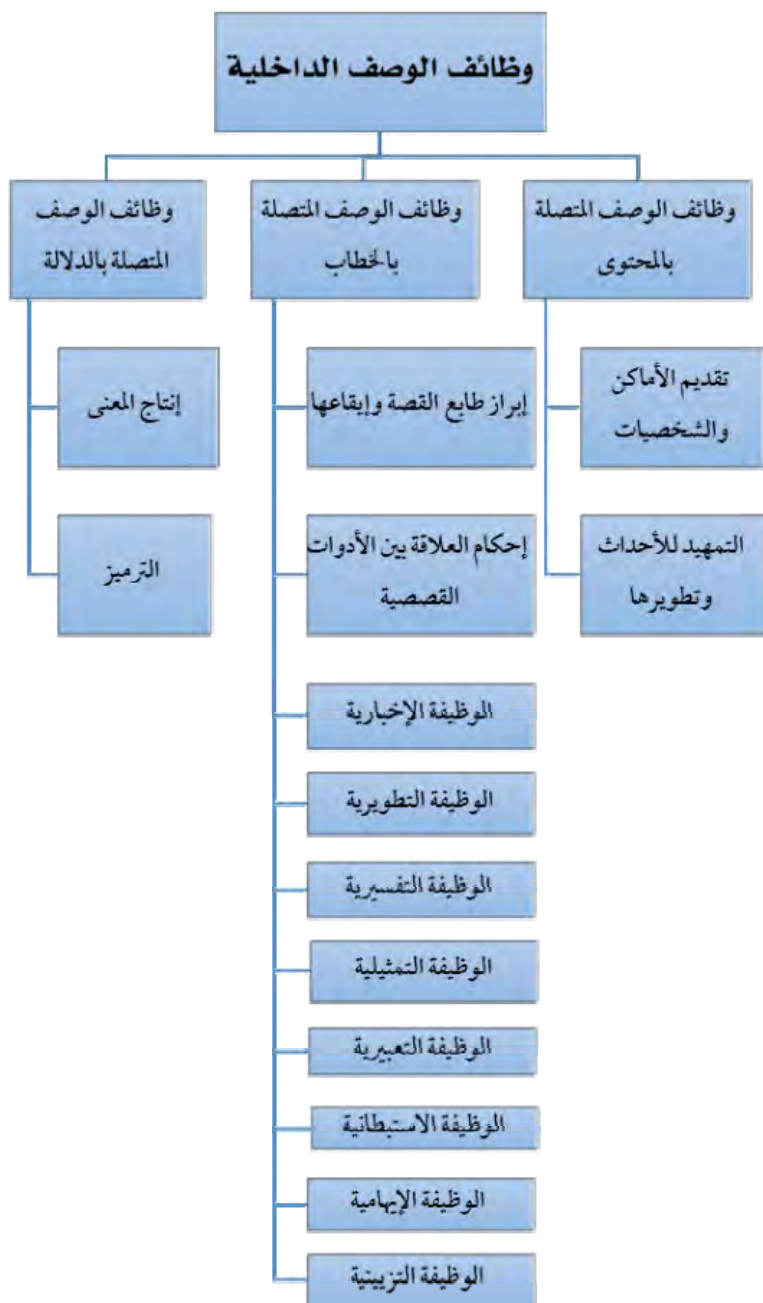 وظائف الوصف الداخلية
وظائف الوصف المتصلة
بالمحتوى
تقديم الأماكن
والشخصيات
التمهيد للأحداث
وتطويرها
وظائف الوصف المتصلة
بالخطاب
إبراز طابع القصة وإيقاعها
إحكام العلاقة بين الأدوات
القصصية
الوظيفة الإخبارية
الوظيفة التطويرية
الوظيفة التفسيرية
الوظيفة التمثيلية
الوظيفة التعبيرية
الوظيفة الاستبطانية
الوظيفة الإيهامية
الوظيفة التزيينية
وظائف الوصف
المتصلة بالدلالة
إنتاج المعنى
الترميز